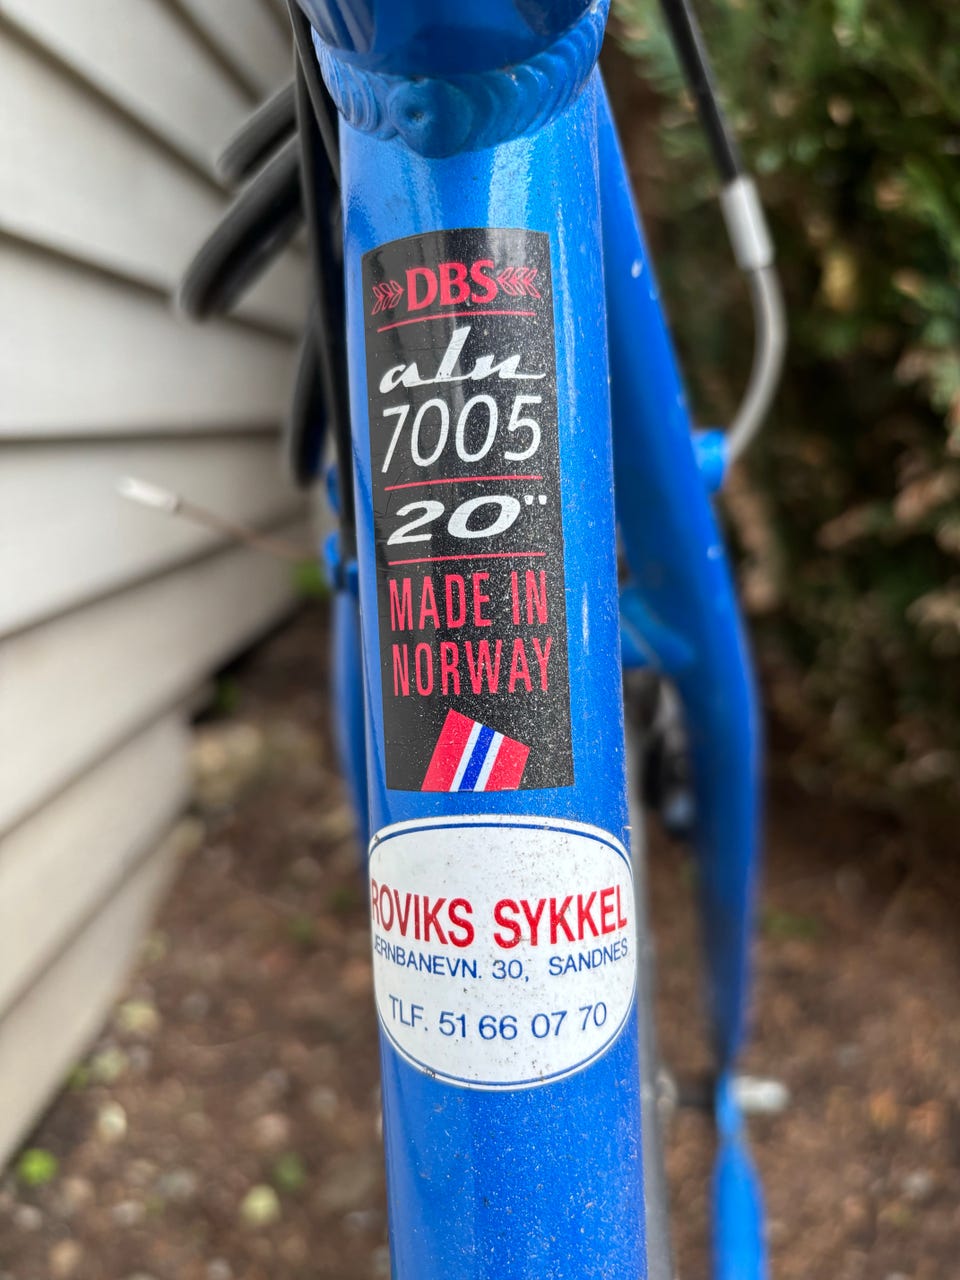 DBS
alu
7005
20"
MADE IN
NORWAY
ROVIKS SYKKEL
ERNBANEVN. 30, SANDNES
TLF. 51 66 07 70